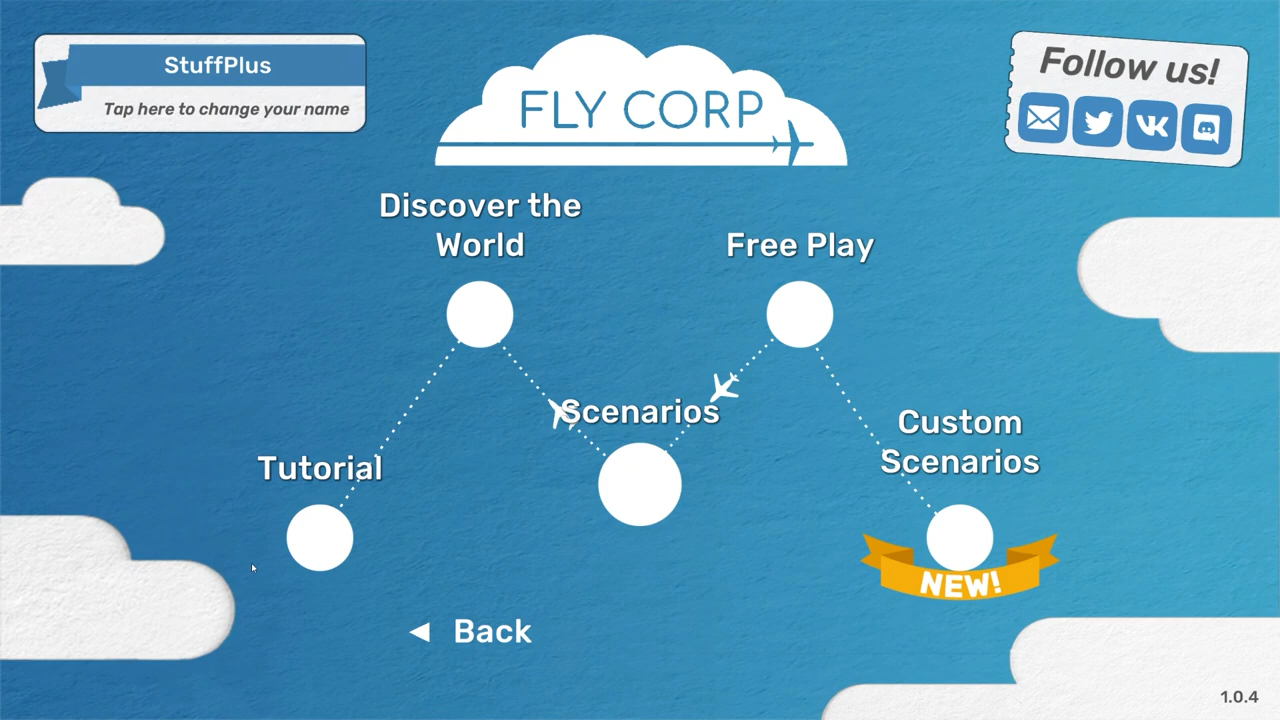 StuffPlus
Tap here to change your name
FLY CORP
Follow us!
Discover the
World
Free Play
Scenarios
Custom
Scenarios
Tutorial
NEW!
Back
1.0.4